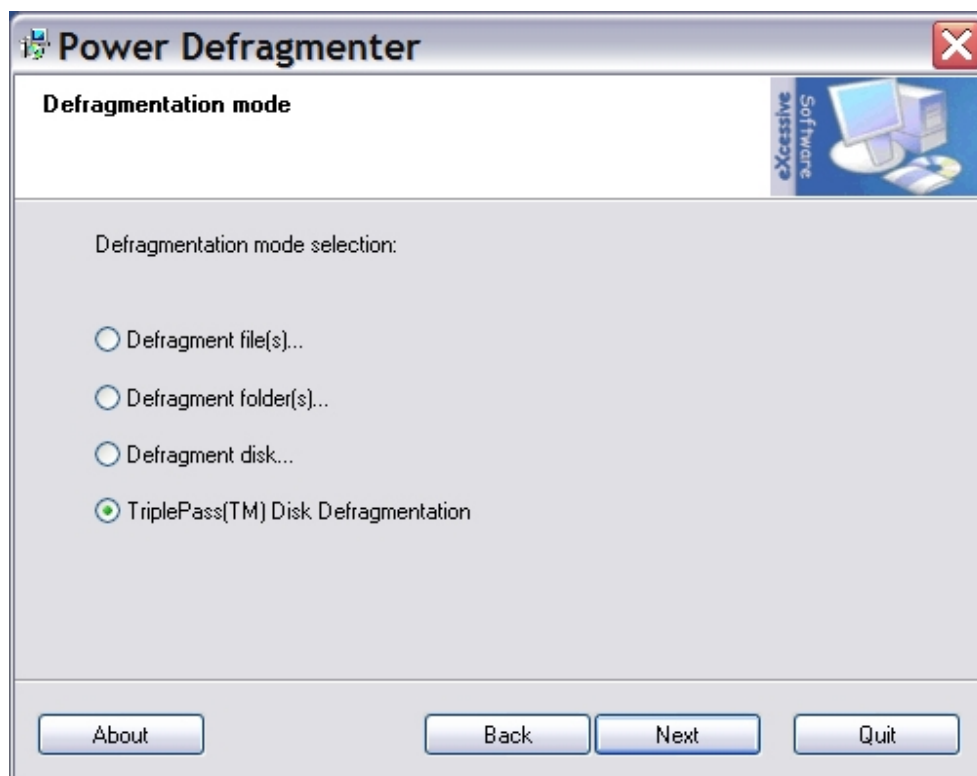 Power Defragmenter
Defragmentation mode
eXcessive
Software
Defragmentation mode selection:
Defragment file(s)...
Defragment folder(s)...
Defragment disk...
TriplePass(TM) Disk Defragmentation
About
Back
Next
Quit